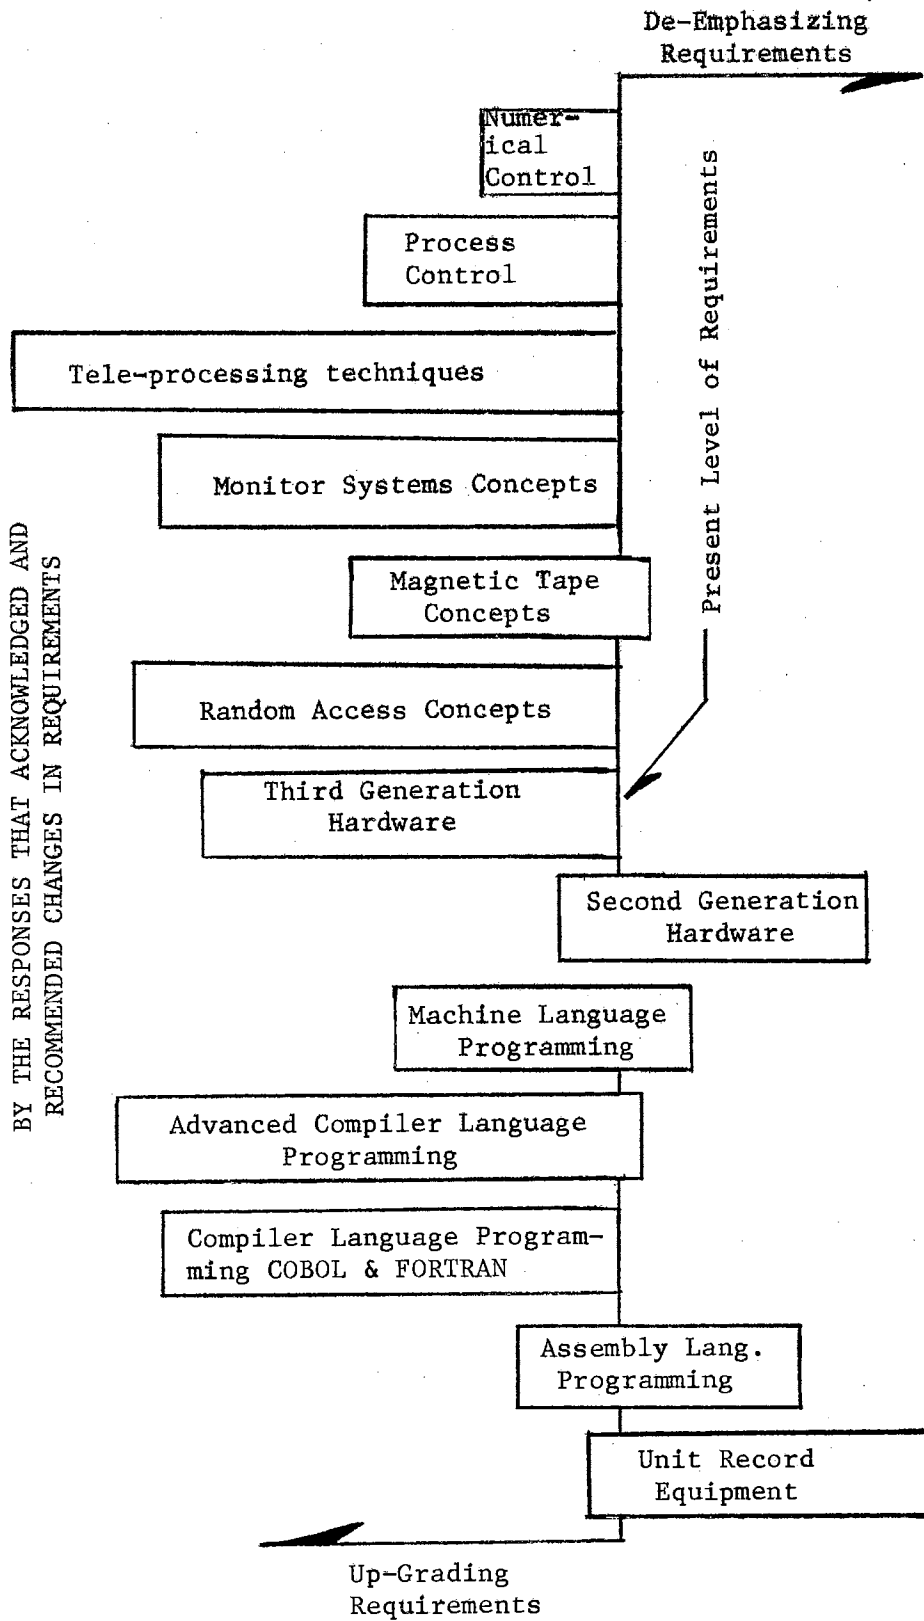 De-Emphasizing
Requirements
Numer-
ical
Control
Process
Control
Tele-processing techniques
Monitor Systems Concepts
Magnetic Tape
Concepts
Random Access Concepts
Third Generation
Hardware
Second Generation
Hardware
Machine Language
Programming
Advanced Compiler Language
Programming
Compiler Language Program-
ming COBOL & FORTRAN
Assembly Lang.
Programming
Unit Record
Equipment
Up-Grading
Requirements
Present Level of Requirements
BY THE RESPONSES THAT ACKNOWLEDGED AND
RECOMMENDED CHANGES IN REQUIREMENTS